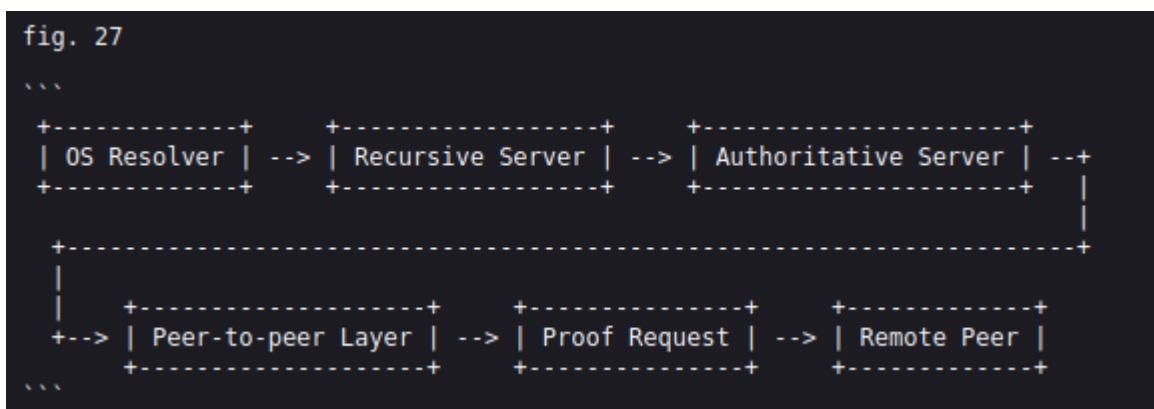 fig. 27
```
+-------------+     +------------------+     +----------------------+
| OS Resolver | --> | Recursive Server | --> | Authoritative Server | --+
+-------------+     +------------------+     +----------------------+   |
                                                                        |
 +----------------------------------------------------------------------+
 |
 |    +---------------------+     +---------------+     +-------------+
 +--> | Peer-to-peer Layer | --> | Proof Request | --> | Remote Peer |
      +---------------------+     +---------------+     +-------------+
```